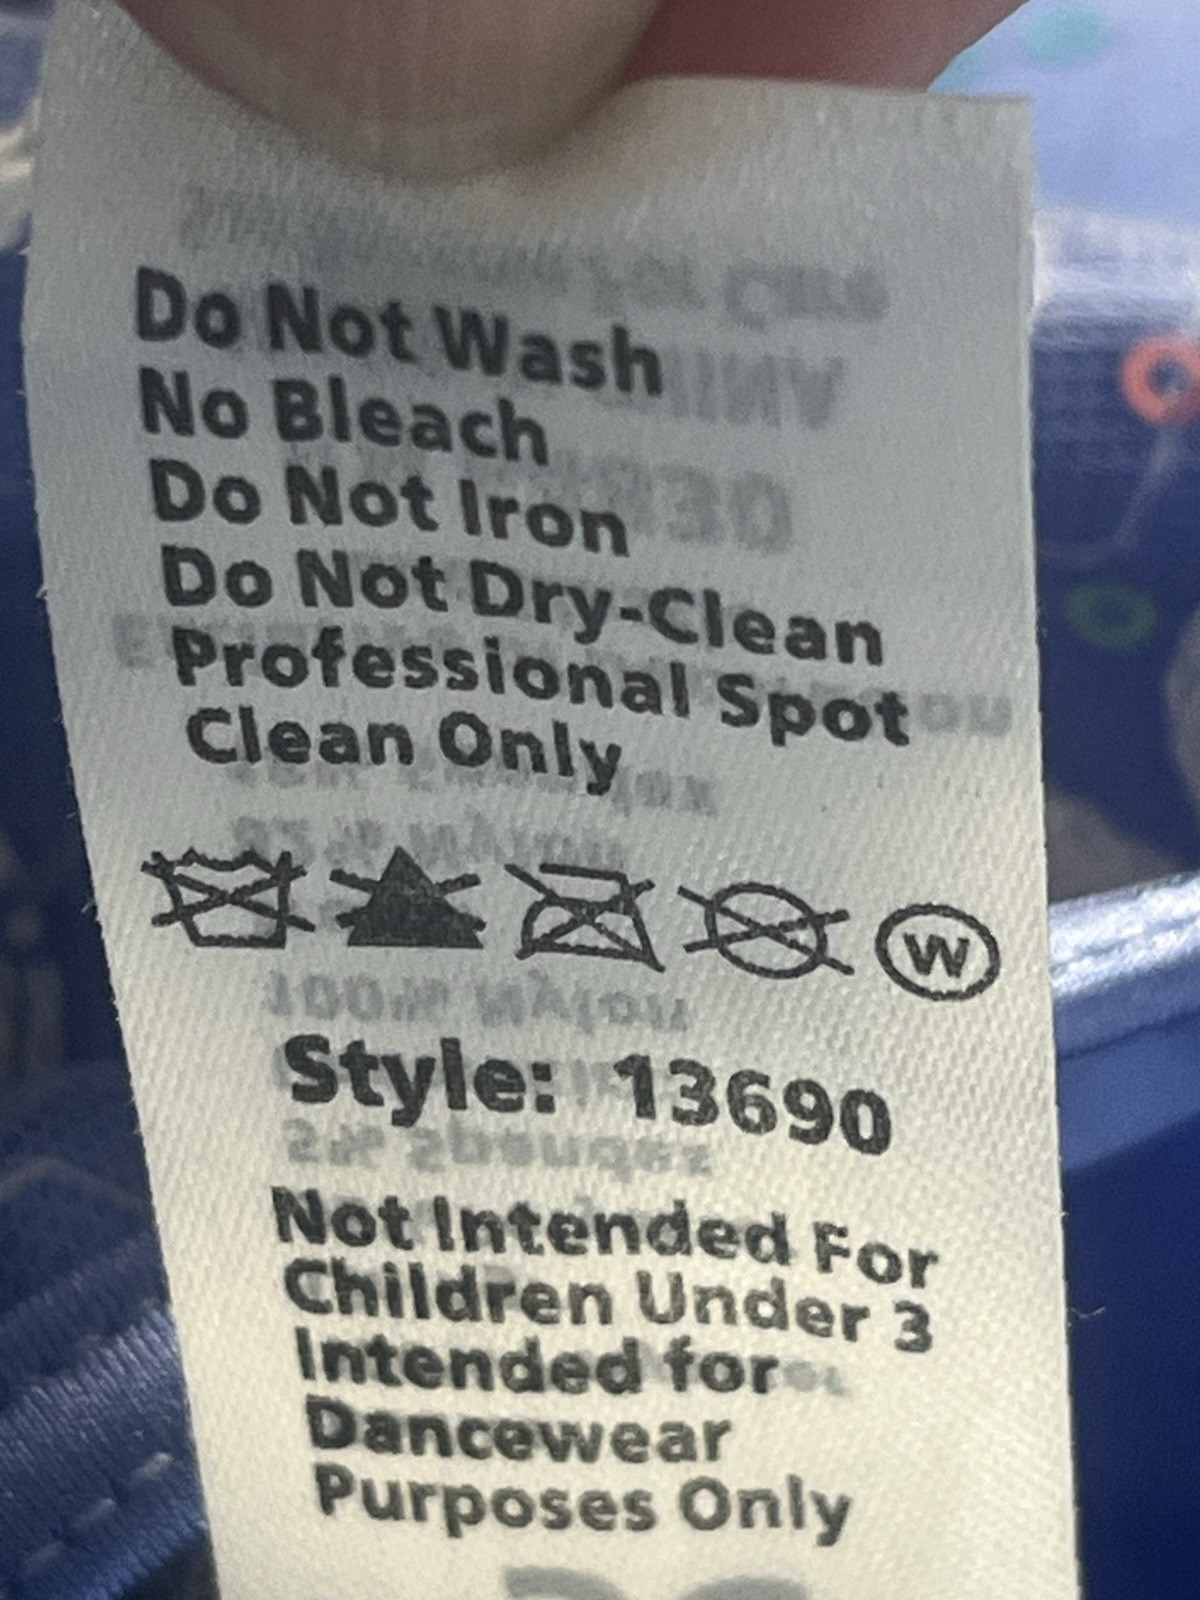 Do Not Wash
No Bleach
Do Not Iron
Do Not Dry-Clean
Professional Spot
Clean Only
W
Style: 13690
Not Intended For
Children Under 3
Intended for
Dancewear
Purposes Only